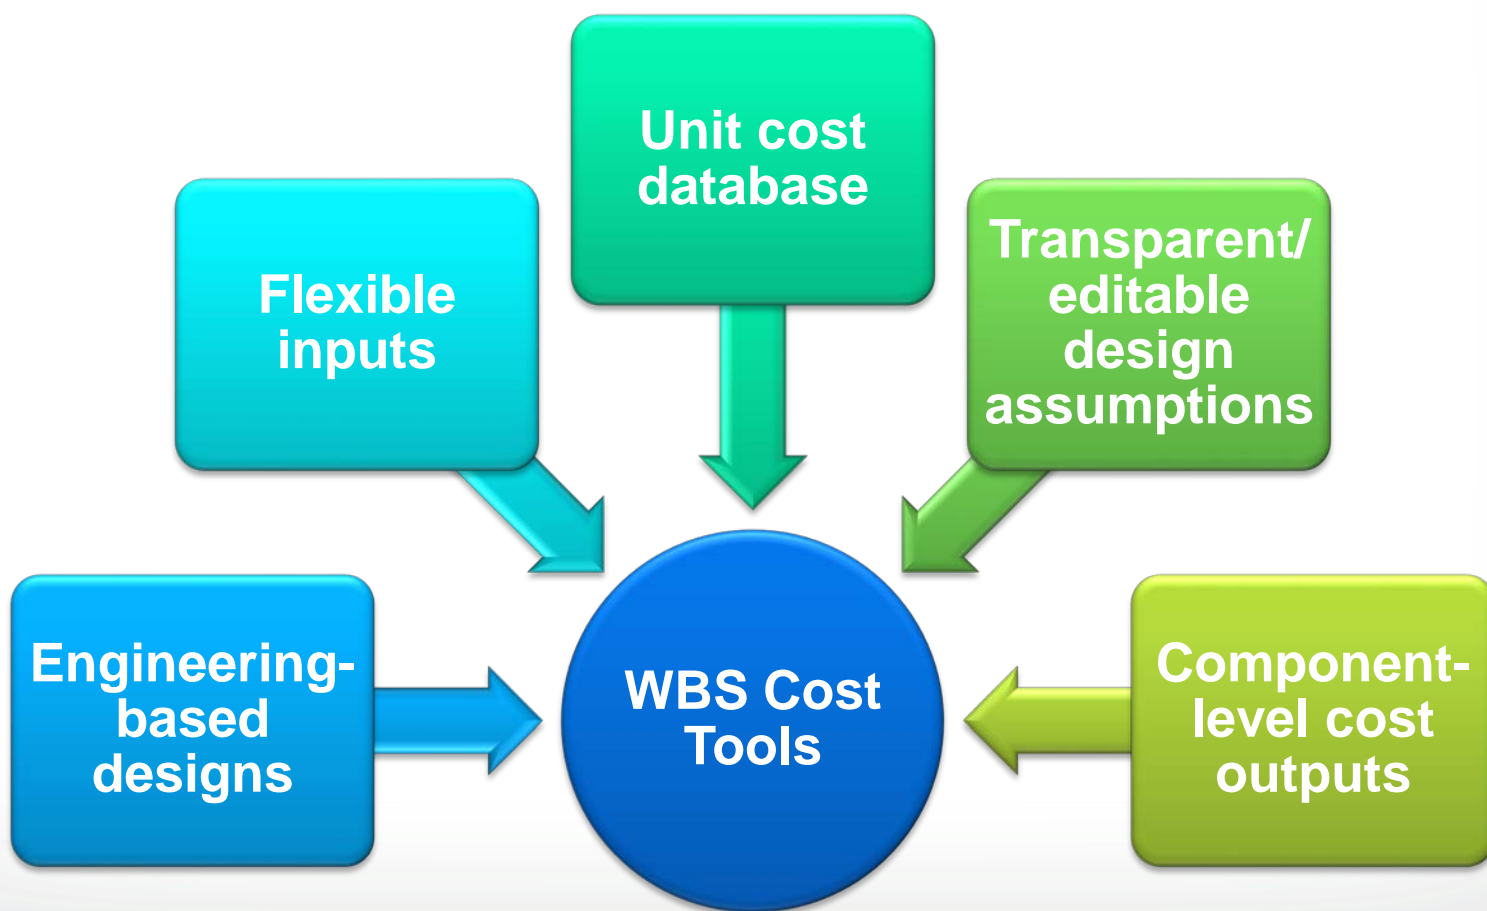 Unit cost
database
Flexible
inputs
Transparent/
editable
design
assumptions
Engineering-
based
designs
WBS Cost
Tools
Component-
level cost
outputs